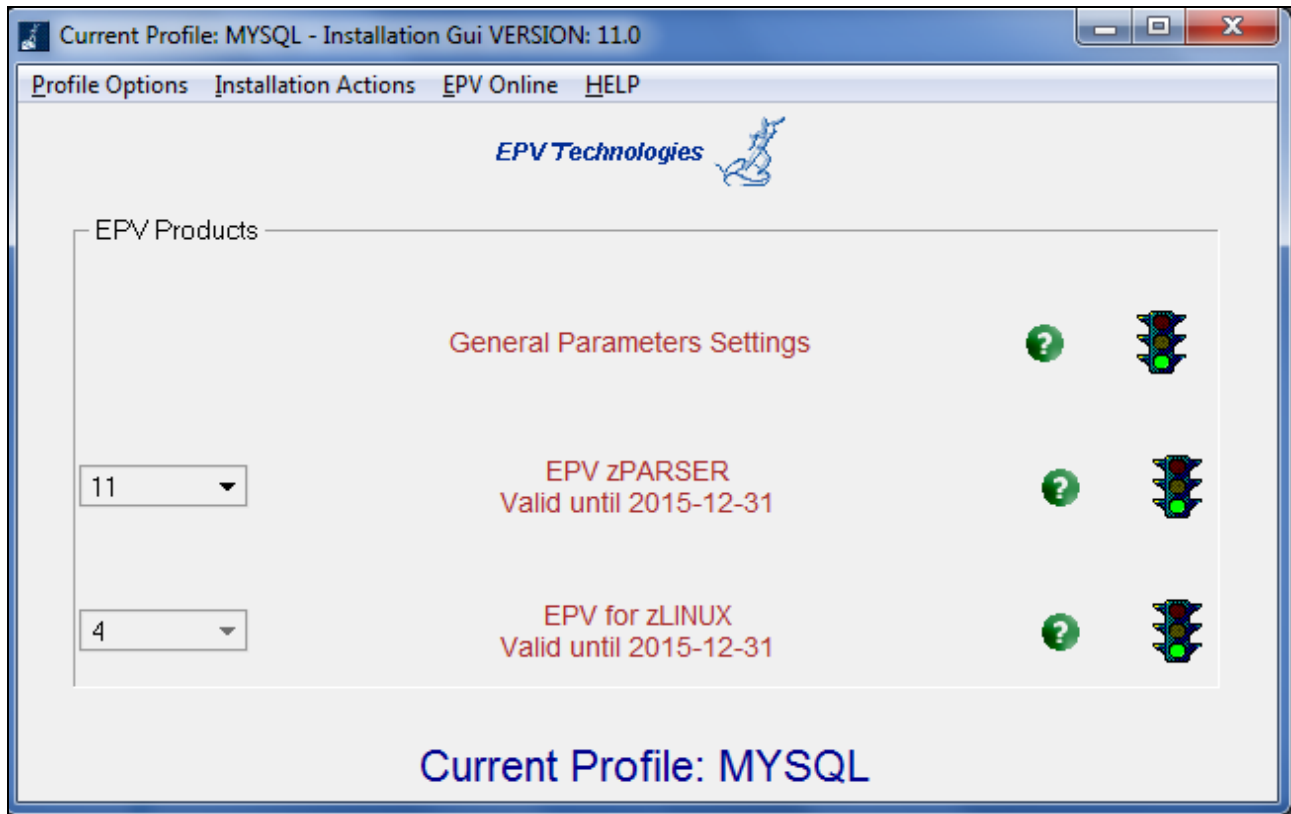 Current Profile: MYSQL - Installation Gui VERSION: 11.0
Profile Options Installation Actions EPV Online HELP
EPV Technologies
EPV Products
General Parameters Settings
?
11
EPV zPARSER
Valid until 2015-12-31
?
4
EPV for zLINUX
Valid until 2015-12-31
?
Current Profile: MYSQL